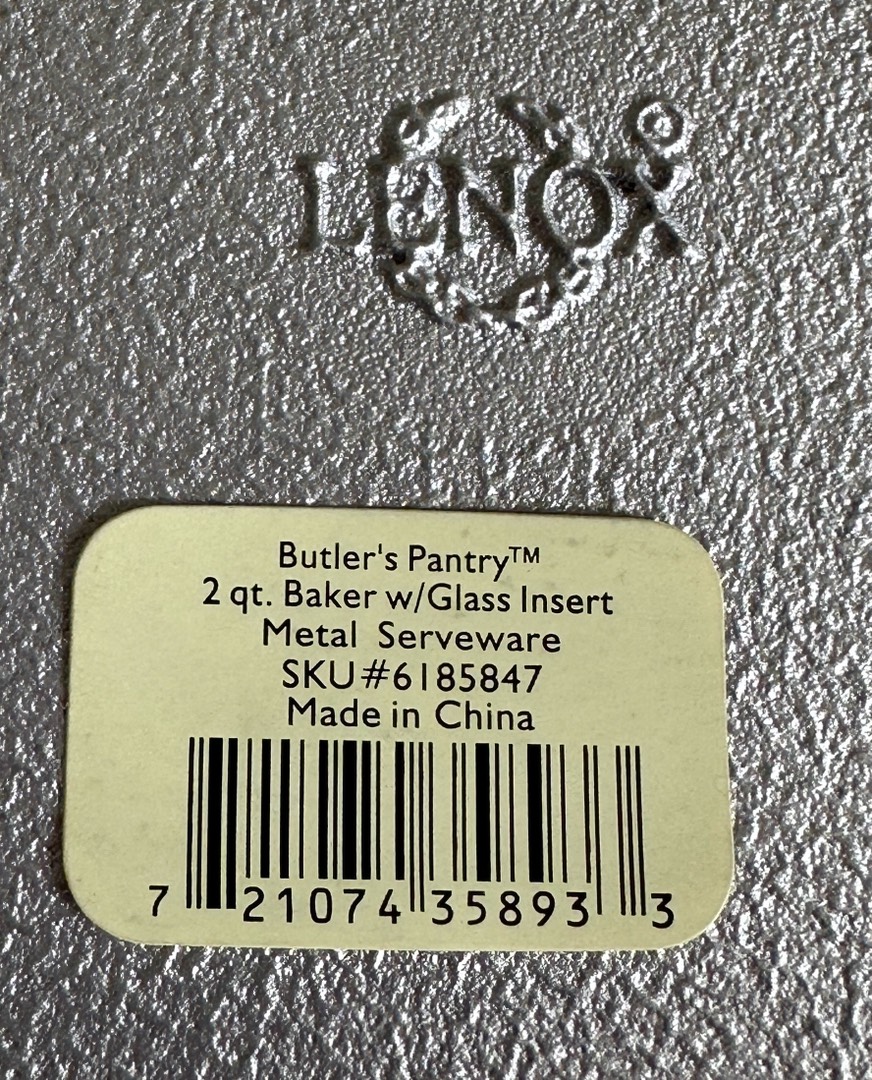 LENOX®
Butler's Pantry™
2 qt. Baker w/Glass Insert
Metal Serveware
SKU#6185847
Made in China
7 21074 35893 3